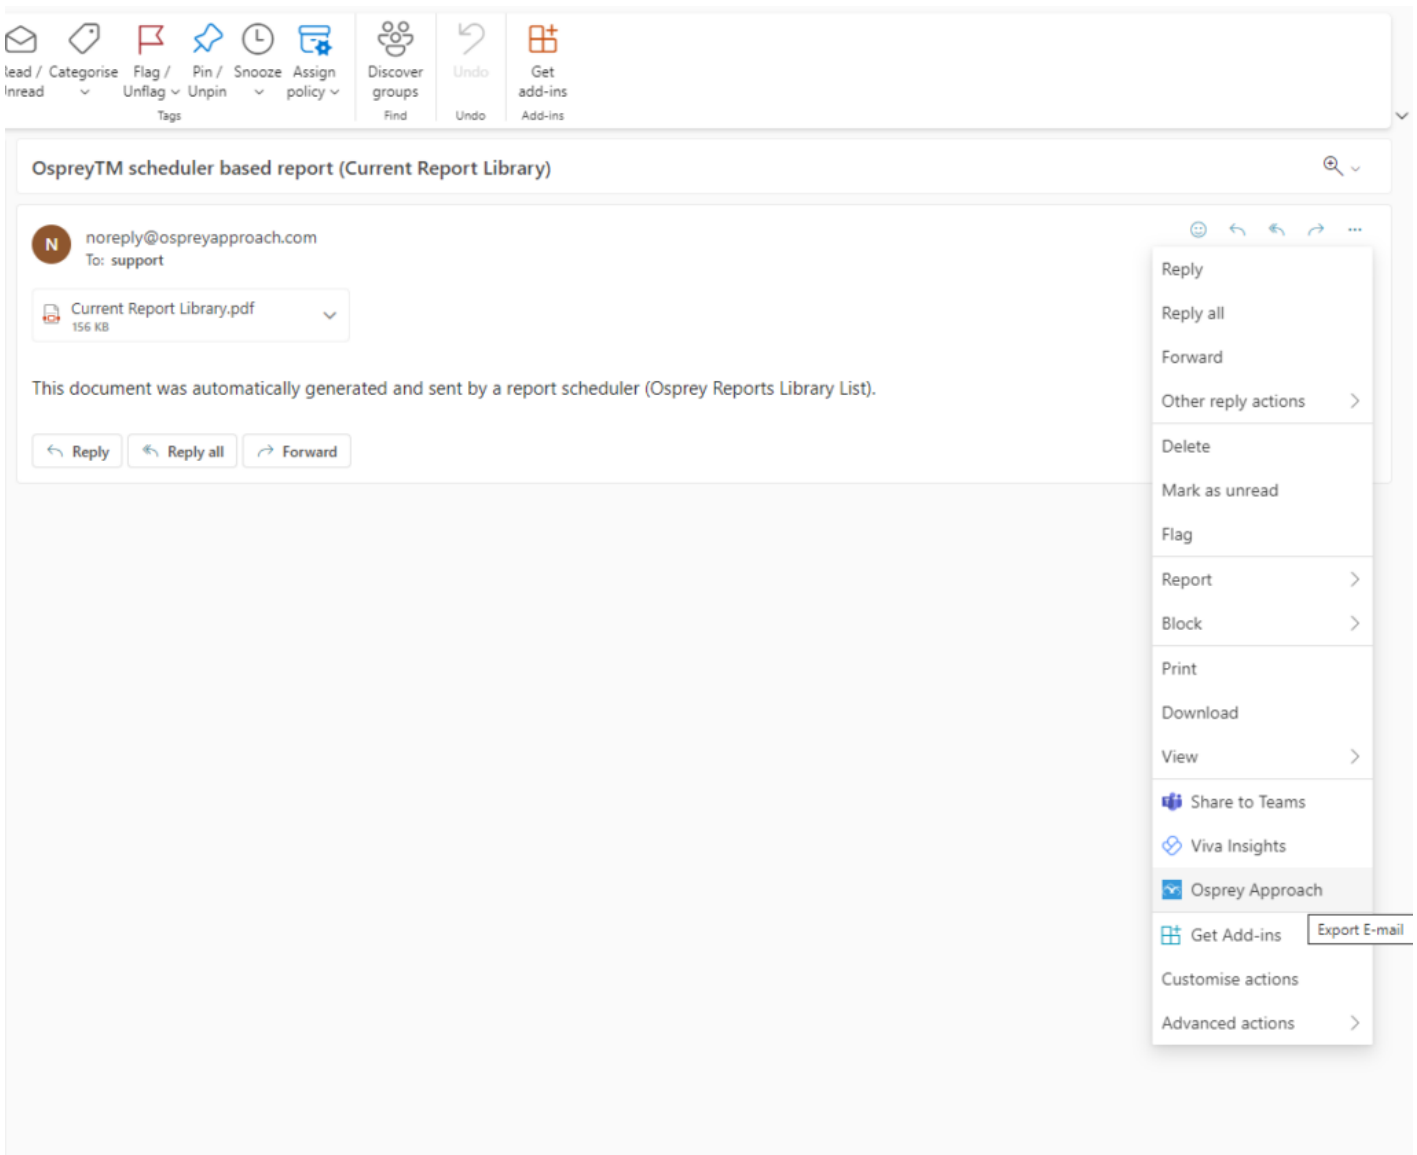 Read / Categorise Flag / Pin / Snooze Assign Discover Undo Get
nread Unflag Unpin policy groups add-ins
Tags Find Undo Add-ins
OspreyTM scheduler based report (Current Report Library)
N
noreply@ospreyapproach.com
To: support
Current Report Library.pdf
156 KB
This document was automatically generated and sent by a report scheduler (Osprey Reports Library List).
Reply Reply all Forward
Reply
Reply all
Forward
Other reply actions
Delete
Mark as unread
Flag
Report
Block
Print
Download
View
Share to Teams
Viva Insights
Osprey Approach
Get Add-ins
Export E-mail
Customise actions
Advanced actions